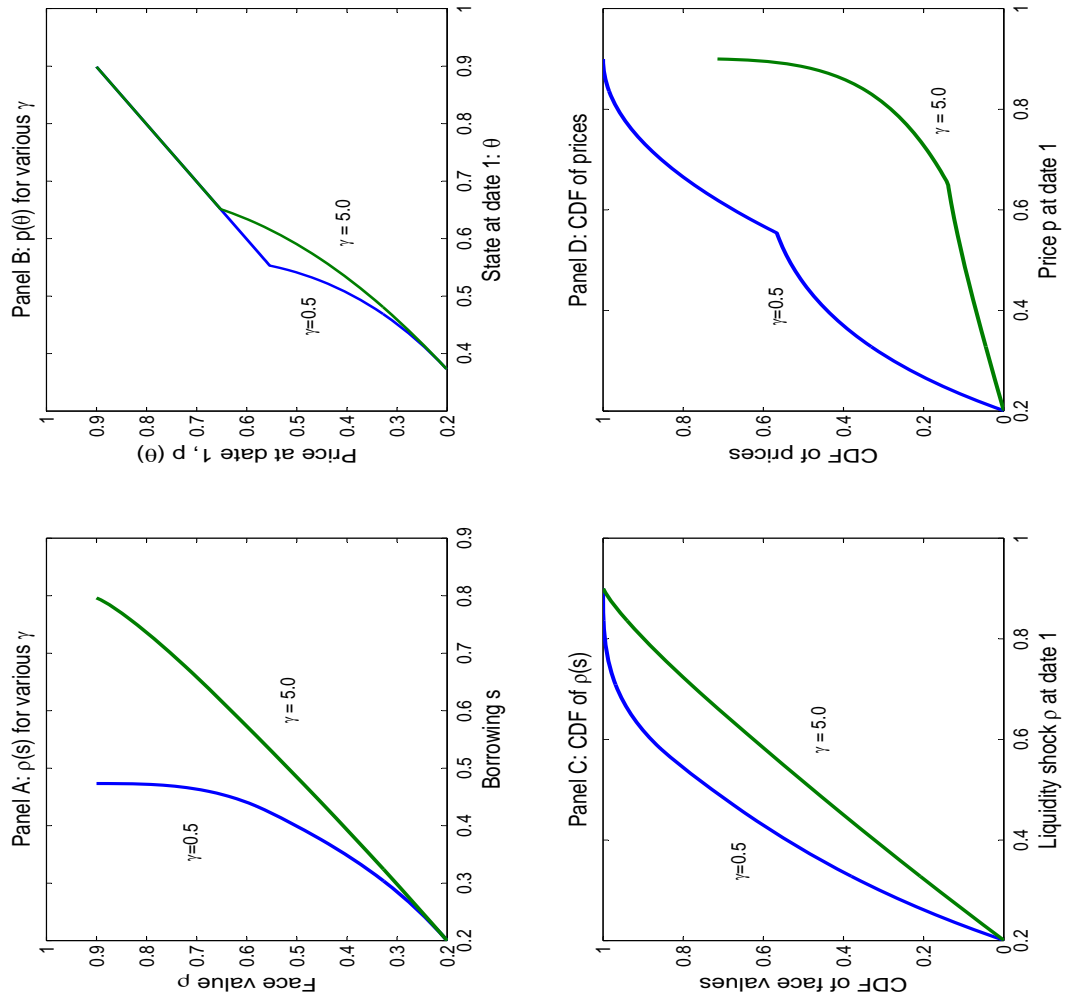 Panel A: ρ(s) for various γ
1
0.9
0.8
0.7
0.6
0.5
0.4
0.3
0.2
Face value ρ
γ=0.5
γ = 5.0
0.2 0.3 0.4 0.5 0.6 0.7 0.8 0.9
Borrowing s
Panel B: p(θ) for various γ
1
0.9
0.8
0.7
0.6
0.5
0.4
0.3
0.2
Price at date 1, p (θ)
γ=0.5
γ = 5.0
0.4 0.5 0.6 0.7 0.8 0.9 1
State at date 1: θ
Panel C: CDF of ρ(s)
1
0.8
0.6
0.4
0.2
0
CDF of face values
γ=0.5
γ = 5.0
0.2 0.4 0.6 0.8 1
Liquidity shock ρ at date 1
Panel D: CDF of prices
1
0.8
0.6
0.4
0.2
0
CDF of prices
γ=0.5
γ = 5.0
0.2 0.4 0.6 0.8 1
Price p at date 1